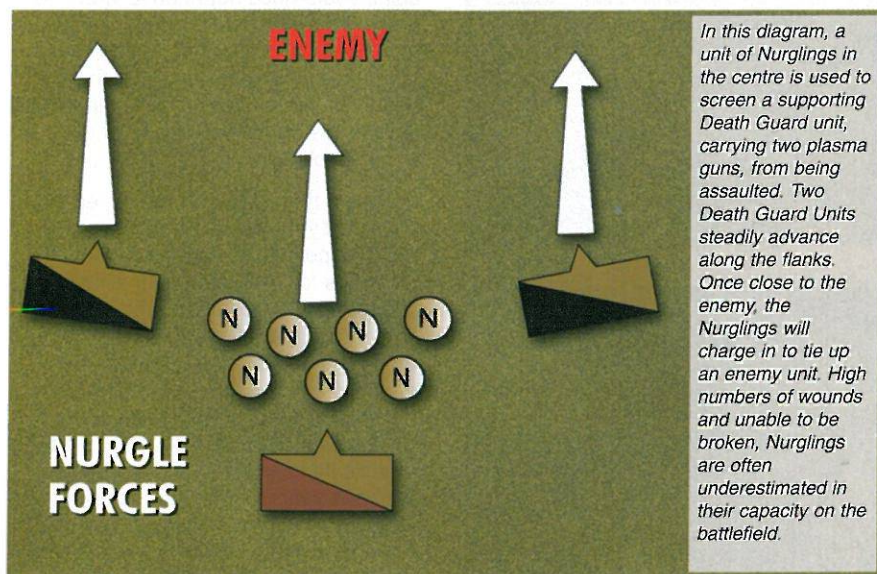 ENEMY
N
N
N
N
N
N
N
NURGLE
FORCES
In this diagram, a
unit of Nurglings in
the centre is used to
screen a supporting
Death Guard unit,
carrying two plasma
guns, from being
assaulted. Two
Death Guard Units
steadily advance
along the flanks.
Once close to the
enemy, the
Nurglings will
charge in to tie up
an enemy unit. High
numbers of wounds
and unable to be
broken, Nurglings
are often
underestimated in
their capacity on the
battlefield.